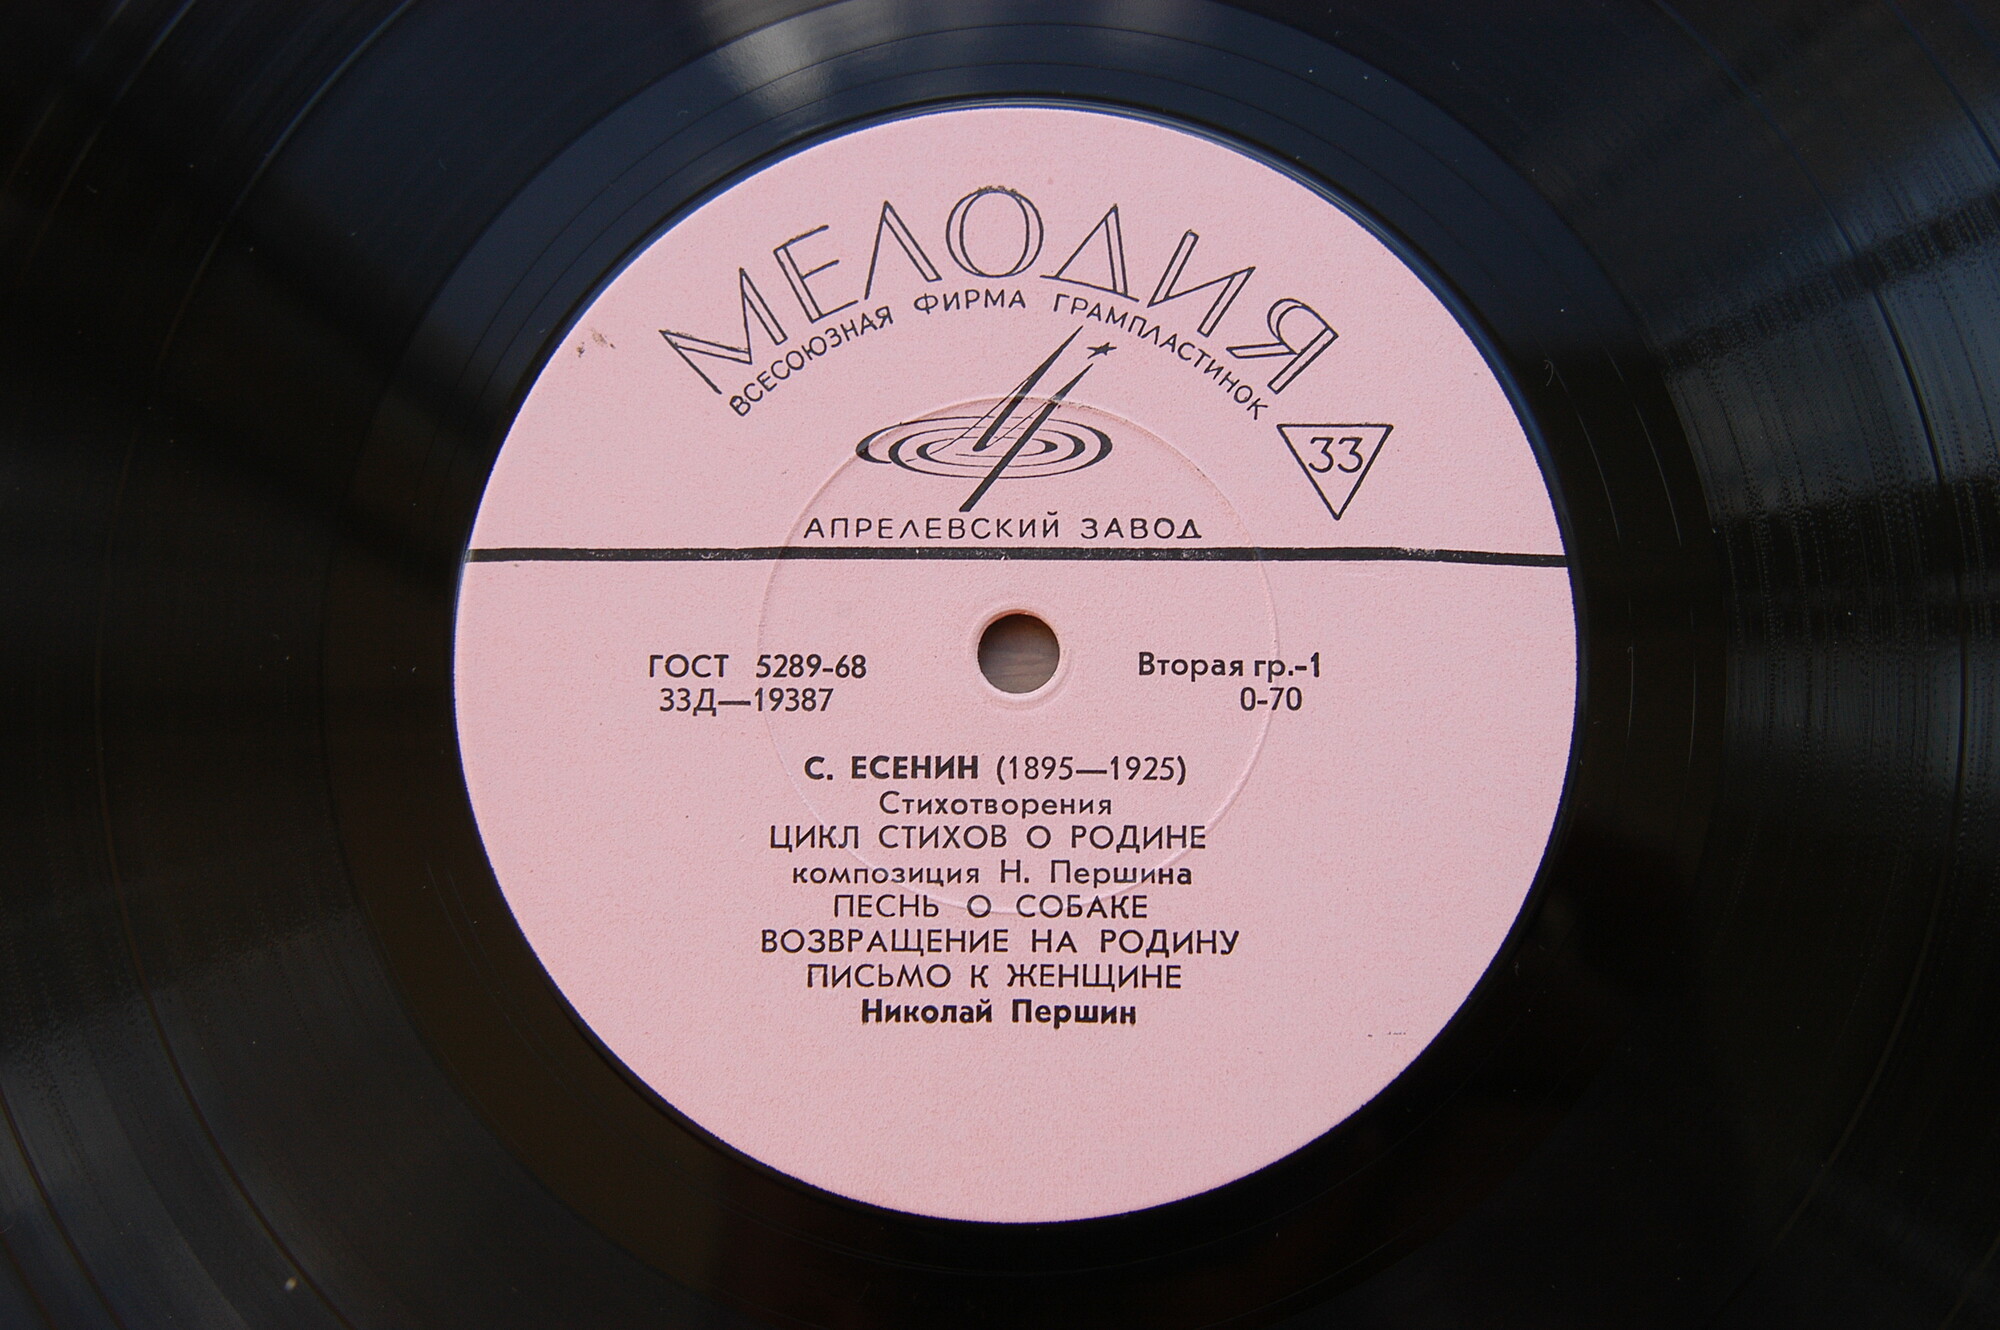 МЕЛОДИЯ
ВСЕСОЮЗНАЯ ФИРМА ГРАМПЛАСТИНОК
33
АПРЕЛЕВСКИЙ ЗАВОД
ГОСТ 5289-68
33Д—19387
Вторая гр.-1
0-70
С. ЕСЕНИН (1895—1925)
Стихотворения
ЦИКЛ СТИХОВ О РОДИНЕ
композиция Н. Першина
ПЕСНЬ О СОБАКЕ
ВОЗВРАЩЕНИЕ НА РОДИНУ
ПИСЬМО К ЖЕНЩИНЕ
Николай Першин